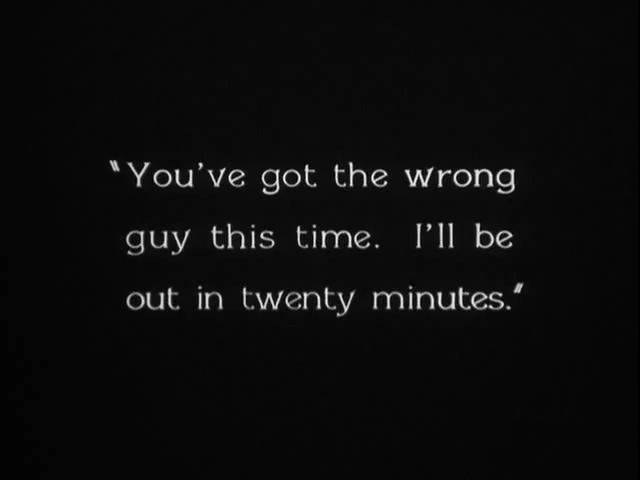 "You've got the wrong
guy this time. I'll be
out in twenty minutes."